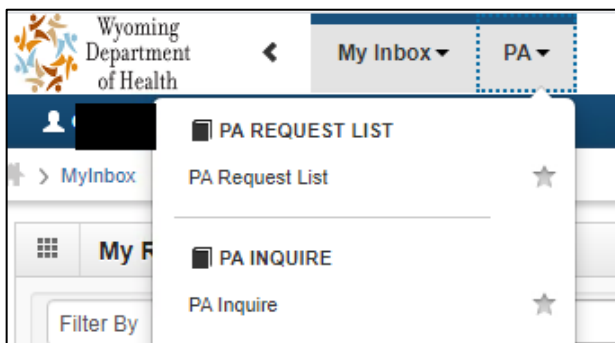 Wyoming
Department
of Health
My Inbox
PA
PA REQUEST LIST
> MyInbox
PA Request List
My
PA INQUIRE
PA Inquire
Filter By